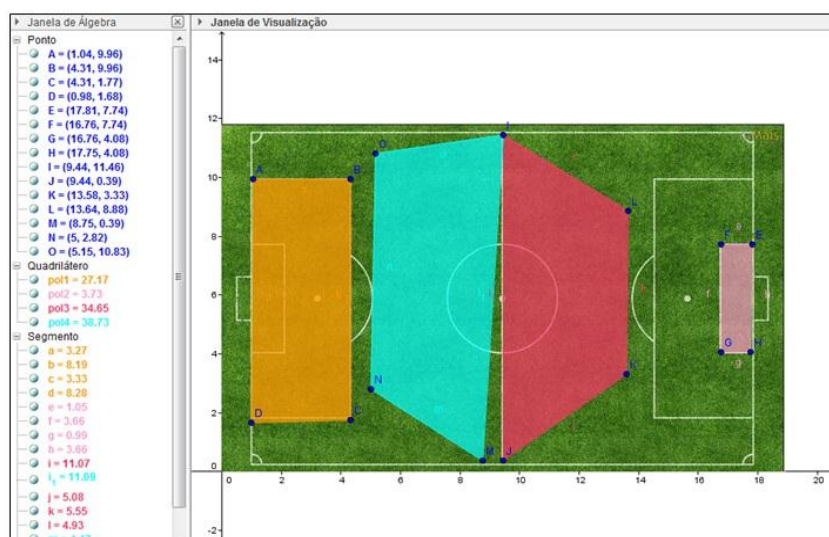 Janela de Álgebra
Ponto
A = (1.04, 9.96)
B = (4.31, 9.96)
C = (4.31, 1.77)
D = (0.98, 1.68)
E = (17.81, 7.74)
F = (16.76, 7.74)
G = (16.76, 4.08)
H = (17.75, 4.08)
I = (9.44, 11.46)
J = (9.44, 0.39)
K = (13.58, 3.33)
L = (13.64, 8.88)
M = (8.75, 0.39)
N = (5, 2.82)
O = (5.15, 10.83)
Quadrilátero
pol1 = 27.17
pol2 = 3.73
pol3 = 34.65
pol4 = 38.73
Segmento
a = 3.27
b = 8.19
c = 3.33
d = 8.28
e = 1.05
f = 3.66
g = 0.99
h = 3.66
i = 11.07
i₁ = 11.09
j = 5.08
k = 5.55
l = 4.93
Janela de Visualização
14
12
10
8
6
4
2
0
-2
0 2 4 6 8 10 12 14 16 18 20
A B
C
D
E
F
G
H
I
J
K
L
M
N
O
Mais